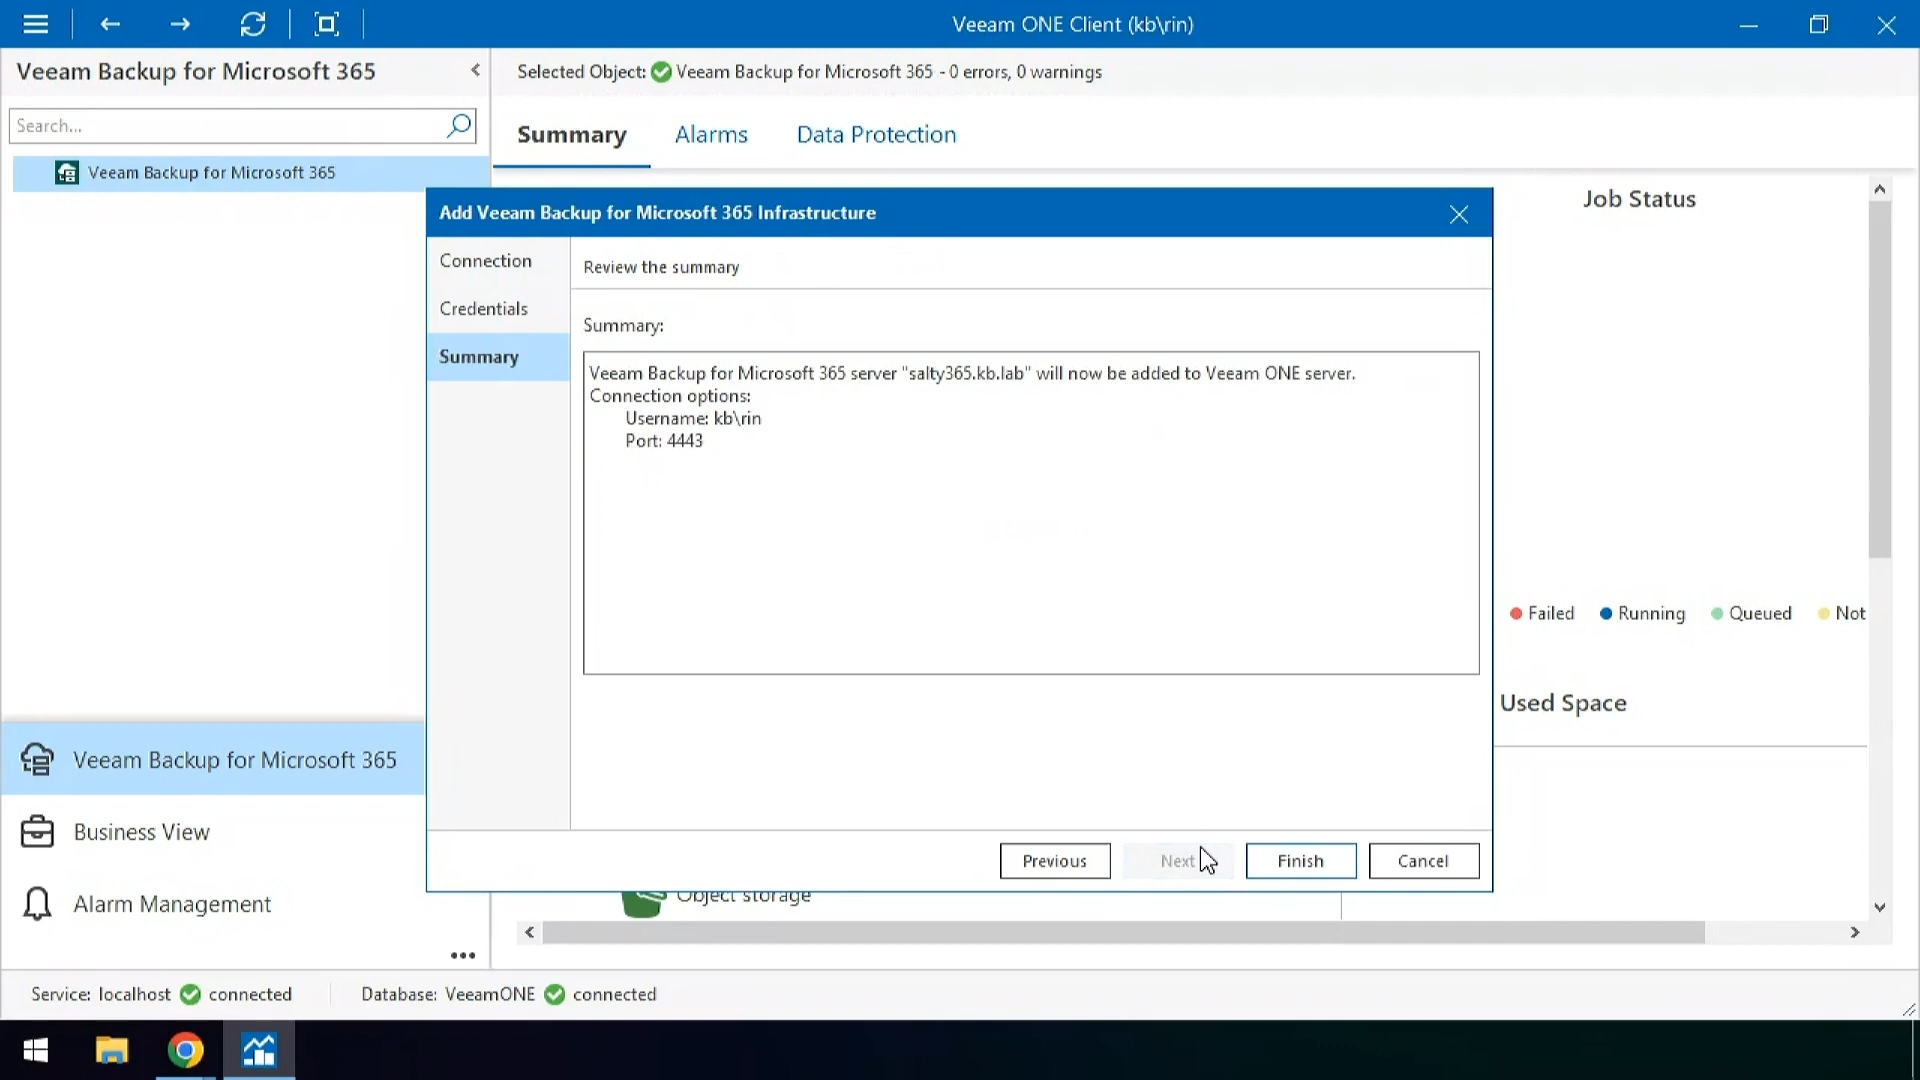 Veeam ONE Client (kb\rin)
Veeam Backup for Microsoft 365
Selected Object: Veeam Backup for Microsoft 365 - 0 errors, 0 warnings
Search...
Summary
Alarms
Data Protection
Veeam Backup for Microsoft 365
Job Status
Add Veeam Backup for Microsoft 365 Infrastructure
Connection
Credentials
Summary
Review the summary
Summary:
Veeam Backup for Microsoft 365 server "salty365.kb.lab" will now be added to Veeam ONE server.
Connection options:
Username: kb\rin
Port: 4443
Failed
Running
Queued
Not
Used Space
Veeam Backup for Microsoft 365
Business View
Alarm Management
Previous
Next
Finish
Cancel
Object storage
Service: localhost connected
Database: VeeamONE connected